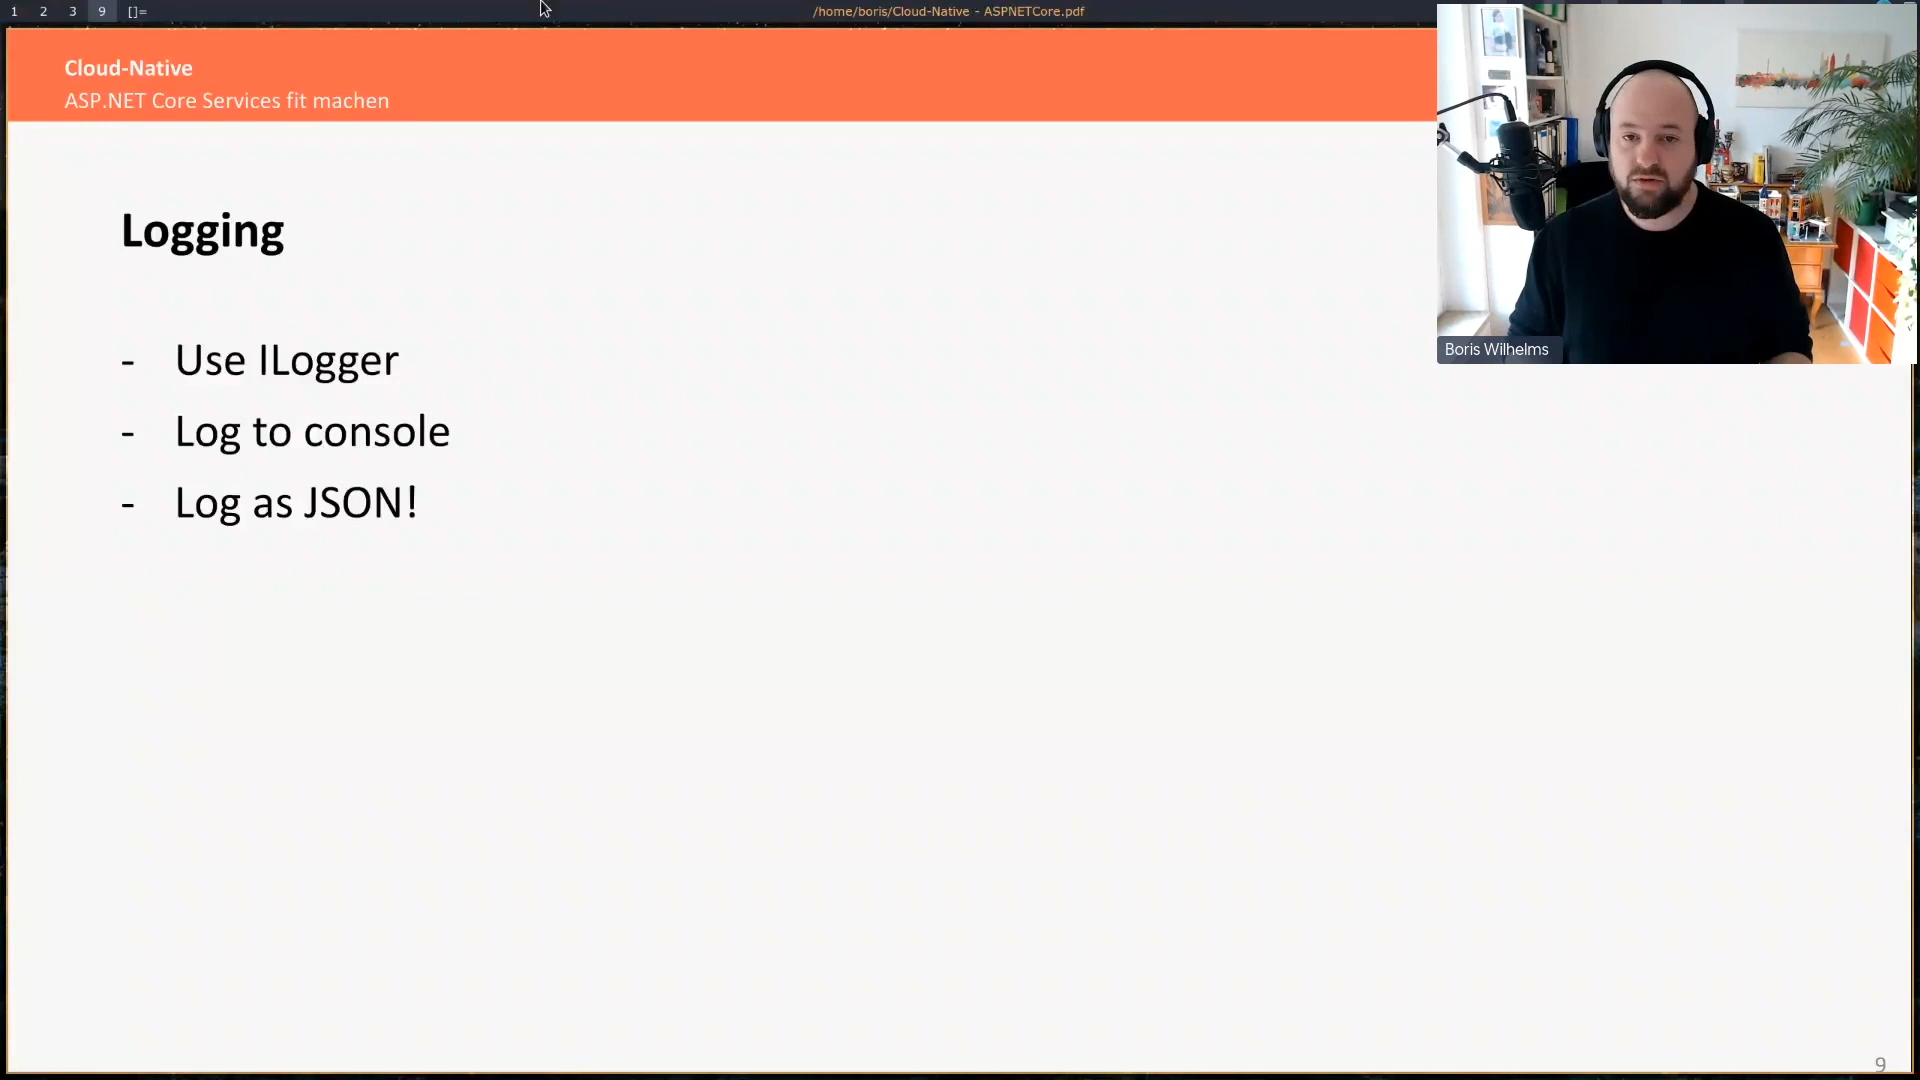 1 2 3 9 []=
/home/boris/Cloud-Native - ASPNETCore.pdf
Cloud-Native
ASP.NET Core Services fit machen
Logging
- Use ILogger
- Log to console
- Log as JSON!
Boris Wilhelms
9